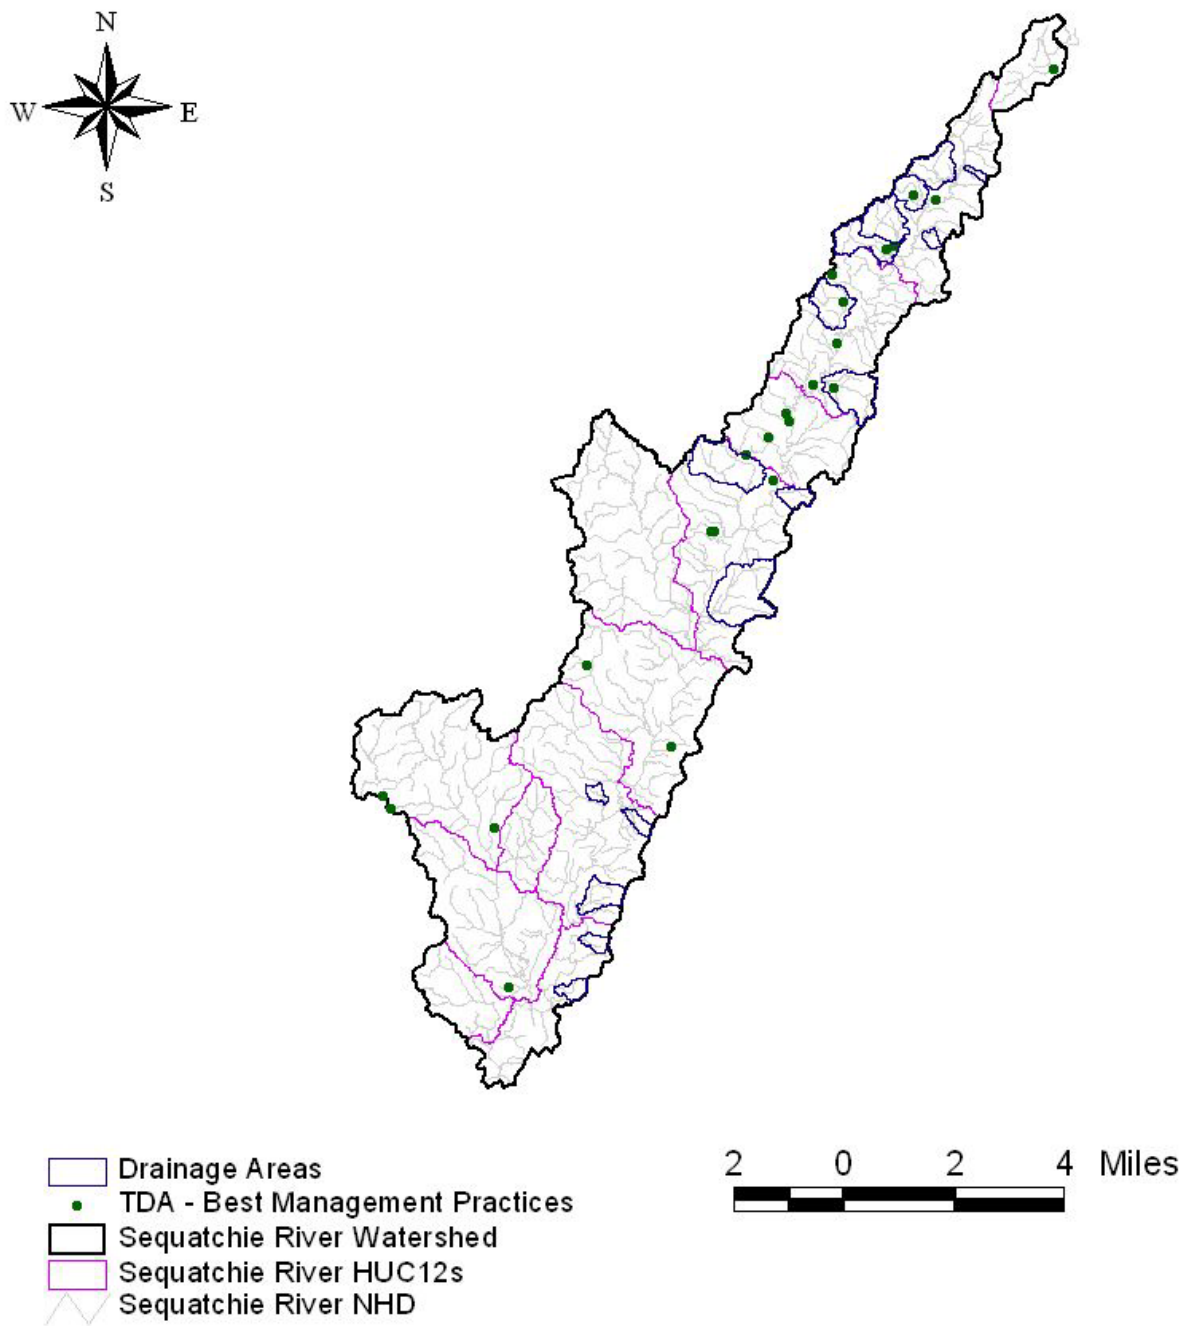 N
W E
S
Drainage Areas
TDA - Best Management Practices
Sequatchie River Watershed
Sequatchie River HUC12s
Sequatchie River NHD
2 0 2 4 Miles